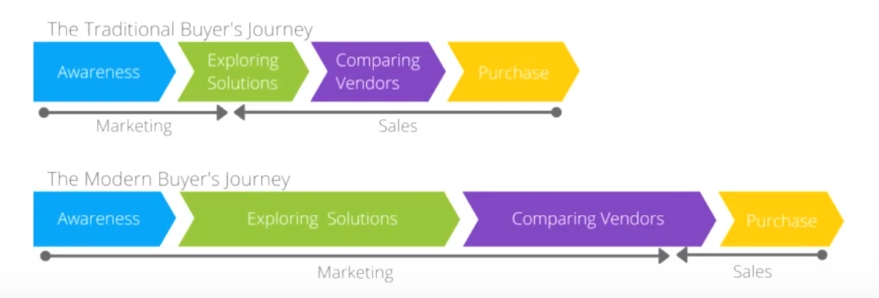 The Traditional Buyer's Journey
Awareness
Exploring
Solutions
Comparing
Vendors
Purchase
Marketing
Sales
The Modern Buyer's Journey
Awareness
Exploring Solutions
Comparing Vendors
Purchase
Marketing
Sales